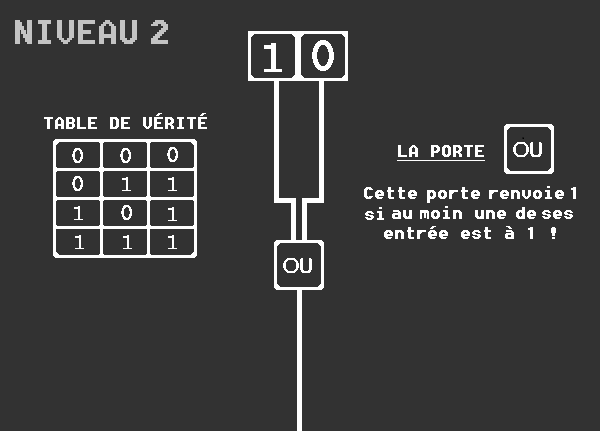 NIVEAU 2
1 0
TABLE DE VÉRITÉ
0 0 0
0 1 1
1 0 1
1 1 1
LA PORTE OU
Cette porte renvoie 1
si au moin une de ses
entrée est à 1 !
OU